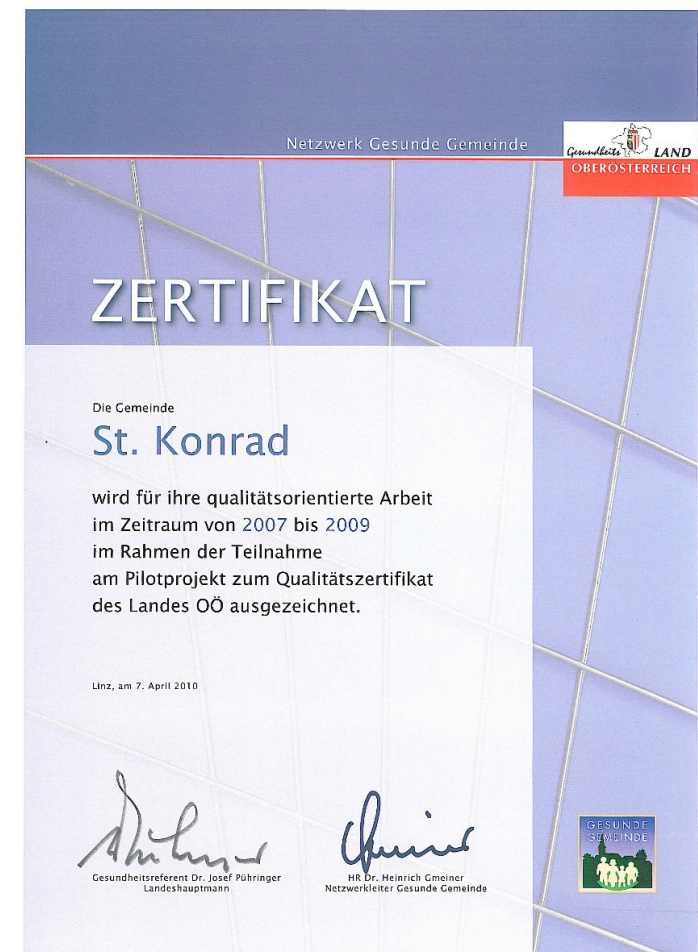 Netzwerk Gesunde Gemeinde
Gesundheits LAND
OBERÖSTERREICH
ZERTIFIKAT
Die Gemeinde
St. Konrad
wird für ihre qualitätsorientierte Arbeit
im Zeitraum von 2007 bis 2009
im Rahmen der Teilnahme
am Pilotprojekt zum Qualitätszertifikat
des Landes OÖ ausgezeichnet.
Linz, am 7. April 2010
Gesundheitsreferent Dr. Josef Pühringer
Landeshauptmann
HR Dr. Heinrich Gmeiner
Netzwerkleiter Gesunde Gemeinde
GESUNDE
GEMEINDE